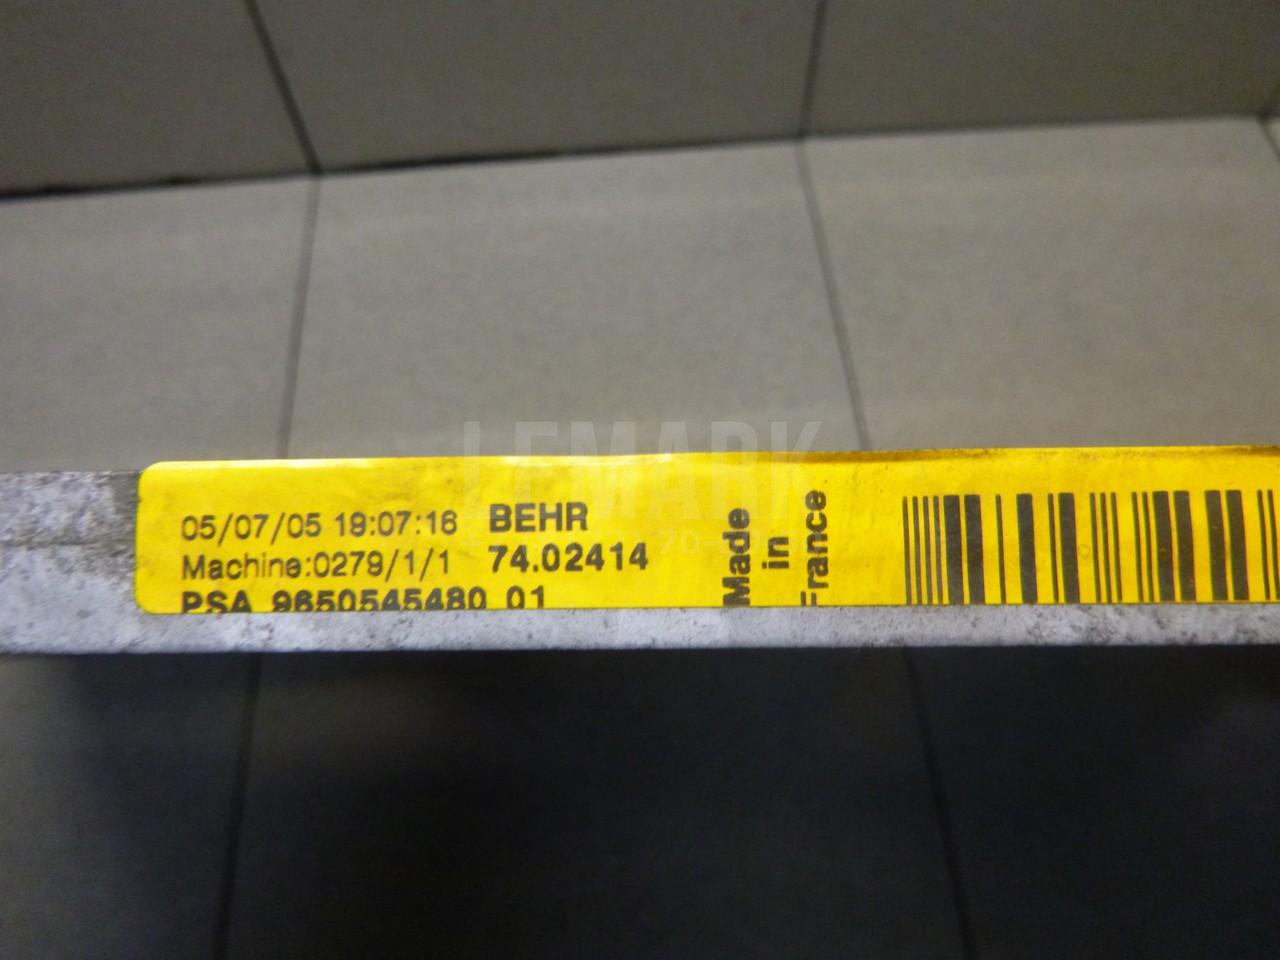 LEMARK
05/07/05 19:07:16 BEHR
Machine:0279/1/1 74.02414
PSA 9650545480 01
Made
in
France